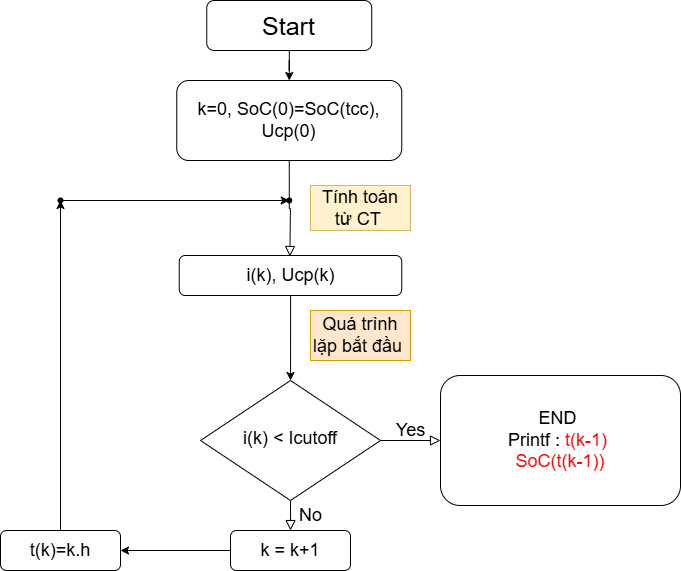 Start
k=0, SoC(0)=SoC(tcc),
Ucp(0)
Tính toán
từ CT
i(k), Ucp(k)
Quá trình
lặp bắt đầu
i(k) < Icutoff
Yes
END
Printf : t(k-1)
SoC(t(k-1))
No
k = k+1
t(k)=k.h